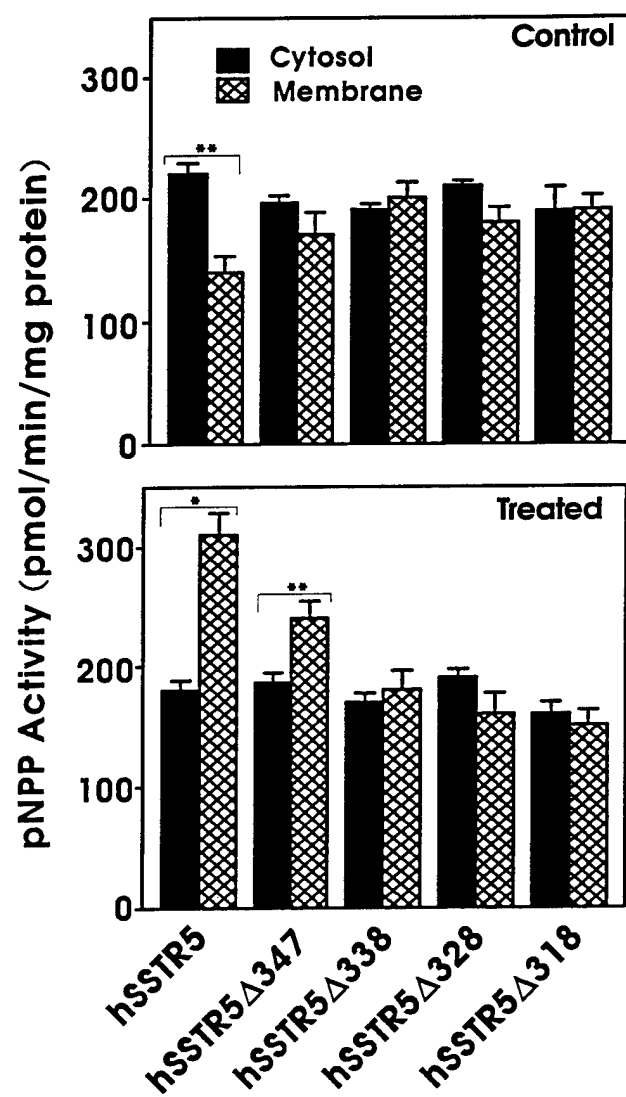 Control
Cytosol
Membrane
300
**
200
100
0
pNPP Activity (pmol/min/mg protein)
Treated
*
300
**
200
100
0
hSSTR5
hSSTR5Δ347
hSSTR5Δ338
hSSTR5Δ328
hSSTR5Δ318